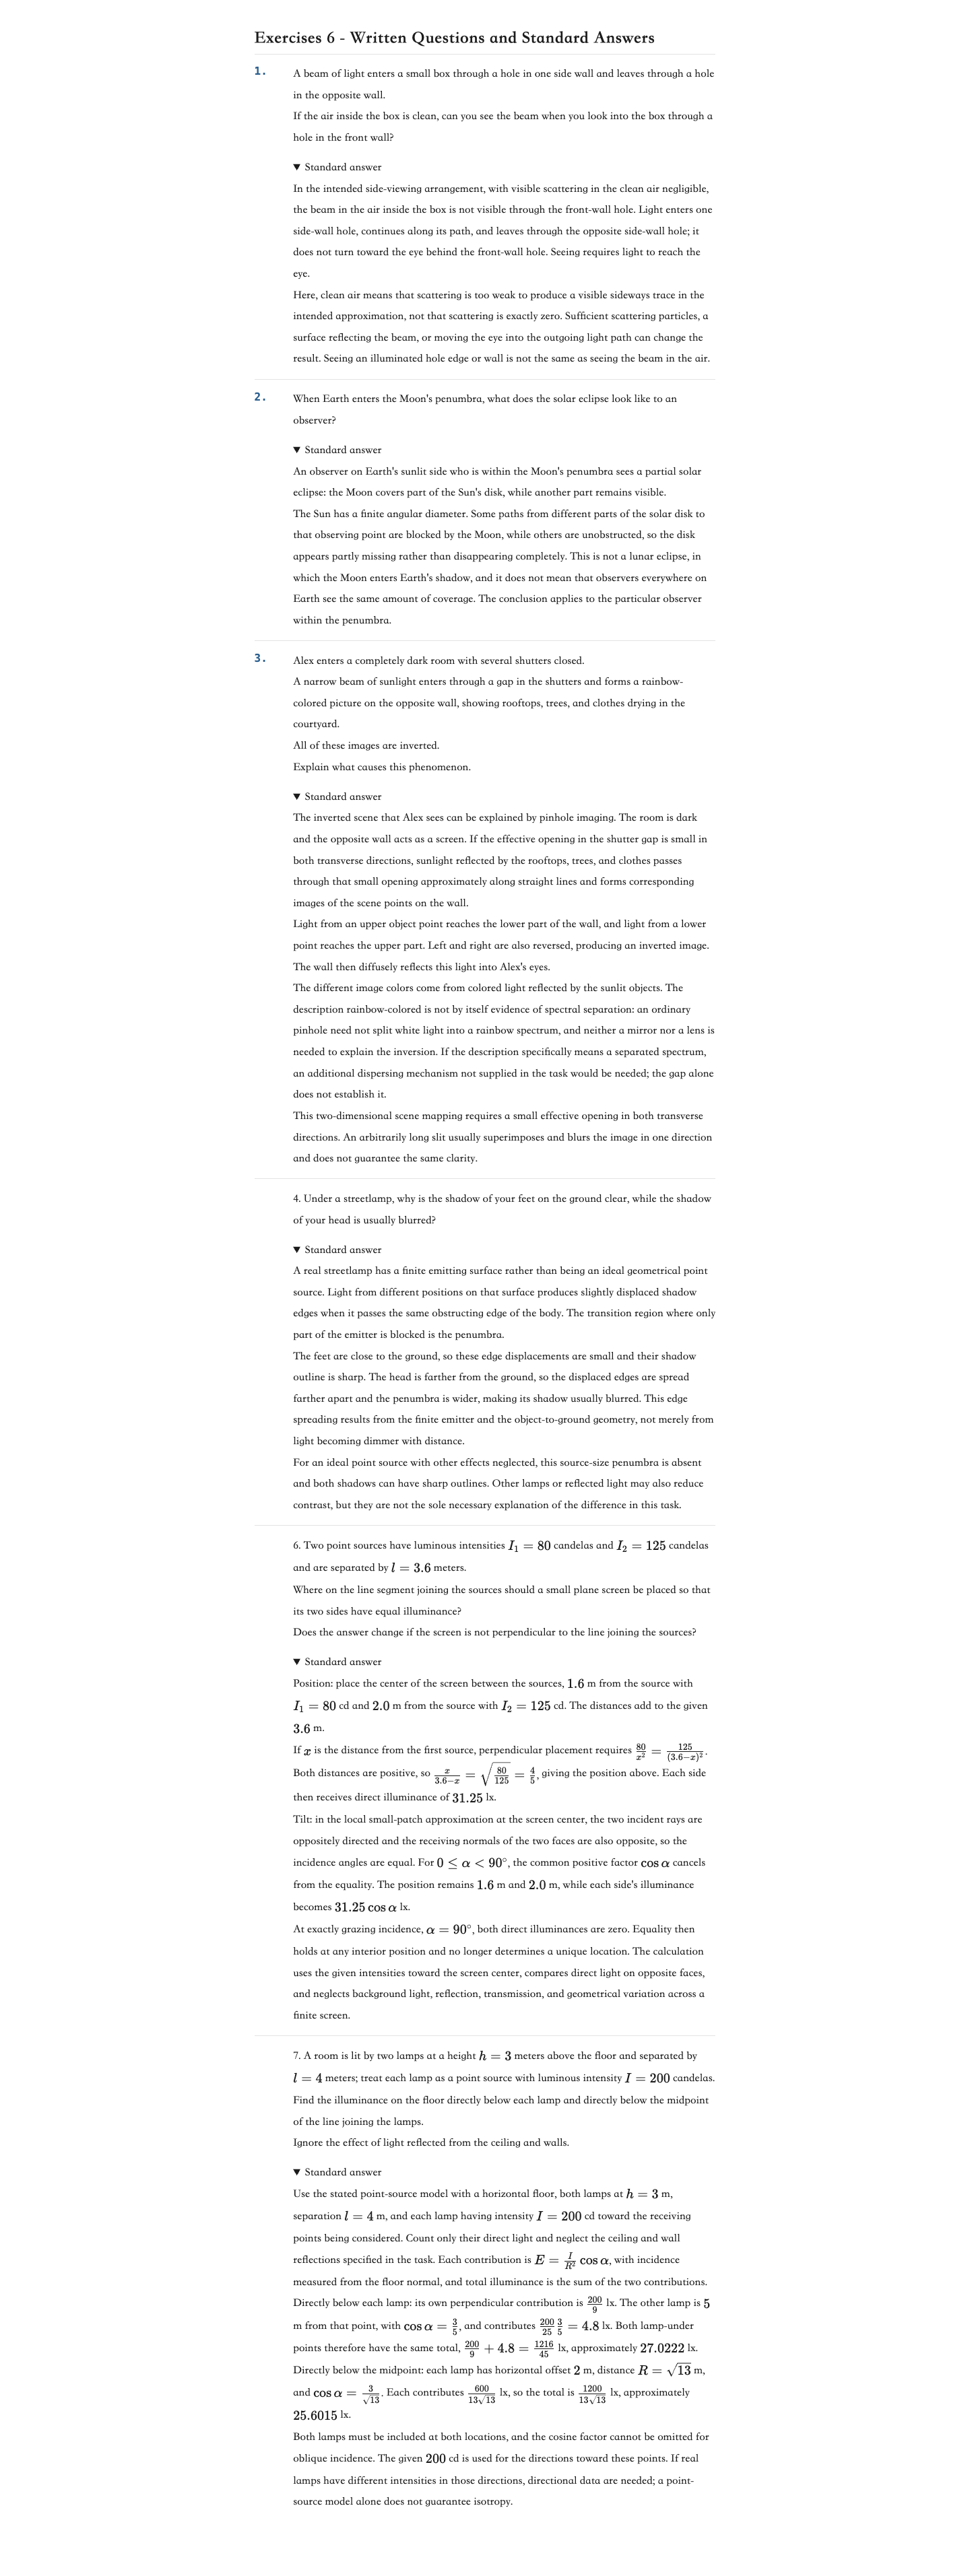 Exercises 6 - Written Questions and Standard Answers
1.
A beam of light enters a small box through a hole in one side wall and leaves through a hole
in the opposite wall.
If the air inside the box is clean, can you see the beam when you look into the box through a
hole in the front wall?
▼ Standard answer
In the intended side-viewing arrangement, with visible scattering in the clean air negligible,
the beam in the air inside the box is not visible through the front-wall hole. Light enters one
side-wall hole, continues along its path, and leaves through the opposite side-wall hole; it
does not turn toward the eye behind the front-wall hole. Seeing requires light to reach the
eye.
Here, clean air means that scattering is too weak to produce a visible sideways trace in the
intended approximation, not that scattering is exactly zero. Sufficient scattering particles, a
surface reflecting the beam, or moving the eye into the outgoing light path can change the
result. Seeing an illuminated hole edge or wall is not the same as seeing the beam in the air.
2.
When Earth enters the Moon's penumbra, what does the solar eclipse look like to an
observer?
▼ Standard answer
An observer on Earth's sunlit side who is within the Moon's penumbra sees a partial solar
eclipse: the Moon covers part of the Sun's disk, while another part remains visible.
The Sun has a finite angular diameter. Some paths from different parts of the solar disk to
that observing point are blocked by the Moon, while others are unobstructed, so the disk
appears partly missing rather than disappearing completely. This is not a lunar eclipse, in
which the Moon enters Earth's shadow, and it does not mean that observers everywhere on
Earth see the same amount of coverage. The conclusion applies to the particular observer
within the penumbra.
3.
Alex enters a completely dark room with several shutters closed.
A narrow beam of sunlight enters through a gap in the shutters and forms a rainbow-
colored picture on the opposite wall, showing rooftops, trees, and clothes drying in the
courtyard.
All of these images are inverted.
Explain what causes this phenomenon.
▼ Standard answer
The inverted scene that Alex sees can be explained by pinhole imaging. The room is dark
and the opposite wall acts as a screen. If the effective opening in the shutter gap is small in
both transverse directions, sunlight reflected by the rooftops, trees, and clothes passes
through that small opening approximately along straight lines and forms corresponding
images of the scene points on the wall.
Light from an upper object point reaches the lower part of the wall, and light from a lower
point reaches the upper part. Left and right are also reversed, producing an inverted image.
The wall then diffusely reflects this light into Alex's eyes.
The different image colors come from colored light reflected by the sunlit objects. The
description rainbow-colored is not by itself evidence of spectral separation: an ordinary
pinhole need not split white light into a rainbow spectrum, and neither a mirror nor a lens is
needed to explain the inversion. If the description specifically means a separated spectrum,
an additional dispersing mechanism not supplied in the task would be needed; the gap alone
does not establish it.
This two-dimensional scene mapping requires a small effective opening in both transverse
directions. An arbitrarily long slit usually superimposes and blurs the image in one direction
and does not guarantee the same clarity.
4. Under a streetlamp, why is the shadow of your feet on the ground clear, while the shadow
of your head is usually blurred?
▼ Standard answer
A real streetlamp has a finite emitting surface rather than being an ideal geometrical point
source. Light from different positions on that surface produces slightly displaced shadow
edges when it passes the same obstructing edge of the body. The transition region where only
part of the emitter is blocked is the penumbra.
The feet are close to the ground, so these edge displacements are small and their shadow
outline is sharp. The head is farther from the ground, so the displaced edges are spread
farther apart and the penumbra is wider, making its shadow usually blurred. This edge
spreading results from the finite emitter and the object-to-ground geometry, not merely from
light becoming dimmer with distance.
For an ideal point source with other effects neglected, this source-size penumbra is absent
and both shadows can have sharp outlines. Other lamps or reflected light may also reduce
contrast, but they are not the sole necessary explanation of the difference in this task.
6. Two point sources have luminous intensities $I_1 = 80$ candelas and $I_2 = 125$ candelas
and are separated by $l = 3.6$ meters.
Where on the line segment joining the sources should a small plane screen be placed so that
its two sides have equal illuminance?
Does the answer change if the screen is not perpendicular to the line joining the sources?
▼ Standard answer
Position: place the center of the screen between the sources, $1.6$ m from the source with
$I_1 = 80$ cd and $2.0$ m from the source with $I_2 = 125$ cd. The distances add to the given
$3.6$ m.
If $x$ is the distance from the first source, perpendicular placement requires $\frac{80}{x^2} = \frac{125}{(3.6-x)^2}$.
Both distances are positive, so $\frac{x}{3.6-x} = \sqrt{\frac{80}{125}} = \frac{4}{5}$, giving the position above. Each side
then receives direct illuminance of $31.25$ lx.
Tilt: in the local small-patch approximation at the screen center, the two incident rays are
oppositely directed and the receiving normals of the two faces are also opposite, so the
incidence angles are equal. For $0 \leq \alpha < 90^\circ$, the common positive factor $\cos \alpha$ cancels
from the equality. The position remains $1.6$ m and $2.0$ m, while each side's illuminance
becomes $31.25 \cos \alpha$ lx.
At exactly grazing incidence, $\alpha = 90^\circ$, both direct illuminances are zero. Equality then
holds at any interior position and no longer determines a unique location. The calculation
uses the given intensities toward the screen center, compares direct light on opposite faces,
and neglects background light, reflection, transmission, and geometrical variation across a
finite screen.
7. A room is lit by two lamps at a height $h = 3$ meters above the floor and separated by
$l = 4$ meters; treat each lamp as a point source with luminous intensity $I = 200$ candelas.
Find the illuminance on the floor directly below each lamp and directly below the midpoint
of the line joining the lamps.
Ignore the effect of light reflected from the ceiling and walls.
▼ Standard answer
Use the stated point-source model with a horizontal floor, both lamps at $h = 3$ m,
separation $l = 4$ m, and each lamp having intensity $I = 200$ cd toward the receiving
points being considered. Count only their direct light and neglect the ceiling and wall
reflections specified in the task. Each contribution is $E = \frac{I}{R^2} \cos \alpha$, with incidence
measured from the floor normal, and total illuminance is the sum of the two contributions.
Directly below each lamp: its own perpendicular contribution is $\frac{200}{9}$ lx. The other lamp is $5$
m from that point, with $\cos \alpha = \frac{3}{5}$, and contributes $\frac{200}{25} \frac{3}{5} = 4.8$ lx. Both lamp-under
points therefore have the same total, $\frac{200}{9} + 4.8 = \frac{1216}{45}$ lx, approximately $27.0222$ lx.
Directly below the midpoint: each lamp has horizontal offset $2$ m, distance $R = \sqrt{13}$ m,
and $\cos \alpha = \frac{3}{\sqrt{13}}$. Each contributes $\frac{600}{13\sqrt{13}}$ lx, so the total is $\frac{1200}{13\sqrt{13}}$ lx, approximately
$25.6015$ lx.
Both lamps must be included at both locations, and the cosine factor cannot be omitted for
oblique incidence. The given $200$ cd is used for the directions toward these points. If real
lamps have different intensities in those directions, directional data are needed; a point-
source model alone does not guarantee isotropy.